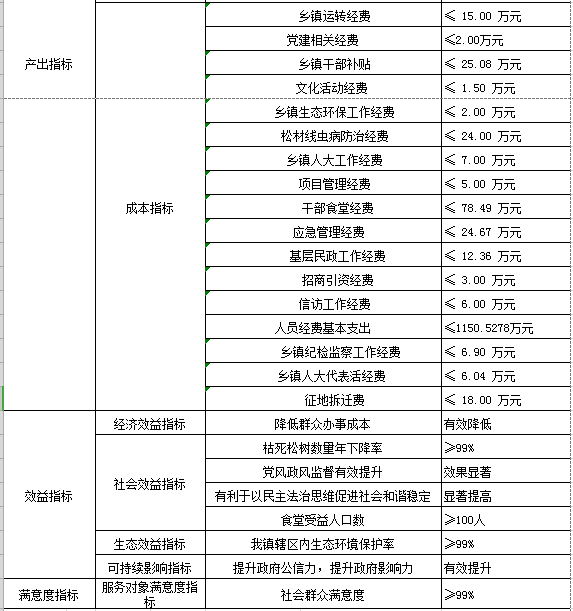 乡镇运转经费 ≤ 15.00 万元
党建相关经费 ≤2.00万元
产出指标 乡镇干部补贴 ≤ 25.08 万元
文化活动经费 ≤ 1.50 万元
乡镇生态环保工作经费 ≤ 2.00 万元
松材线虫病防治经费 ≤ 24.00 万元
乡镇人大工作经费 ≤ 7.00 万元
项目管理经费 ≤ 5.00 万元
成本指标 干部食堂经费 ≤ 78.49 万元
应急管理经费 ≤ 24.67 万元
基层民政工作经费 ≤ 12.36 万元
招商引资经费 ≤ 3.00 万元
信访工作经费 ≤ 6.00 万元
人员经费基本支出 ≤1150.5278万元
乡镇纪检监察工作经费 ≤ 6.90 万元
乡镇人大代表活经费 ≤ 6.04 万元
征地拆迁费 ≤ 18.00 万元
经济效益指标 降低群众办事成本 有效降低
枯死松树数量年下降率 ≥99%
党风政风监督有效提升 效果显著
效益指标 社会效益指标 有利于以民主法治思维促进社会和谐稳定 显著提高
食堂受益人口数 ≥100人
生态效益指标 我镇辖区内生态环境保护率 ≥99%
可持续影响指标 提升政府公信力，提升政府影响力 有效提升
满意度指标 服务对象满意度指标 社会群众满意度 ≥99%